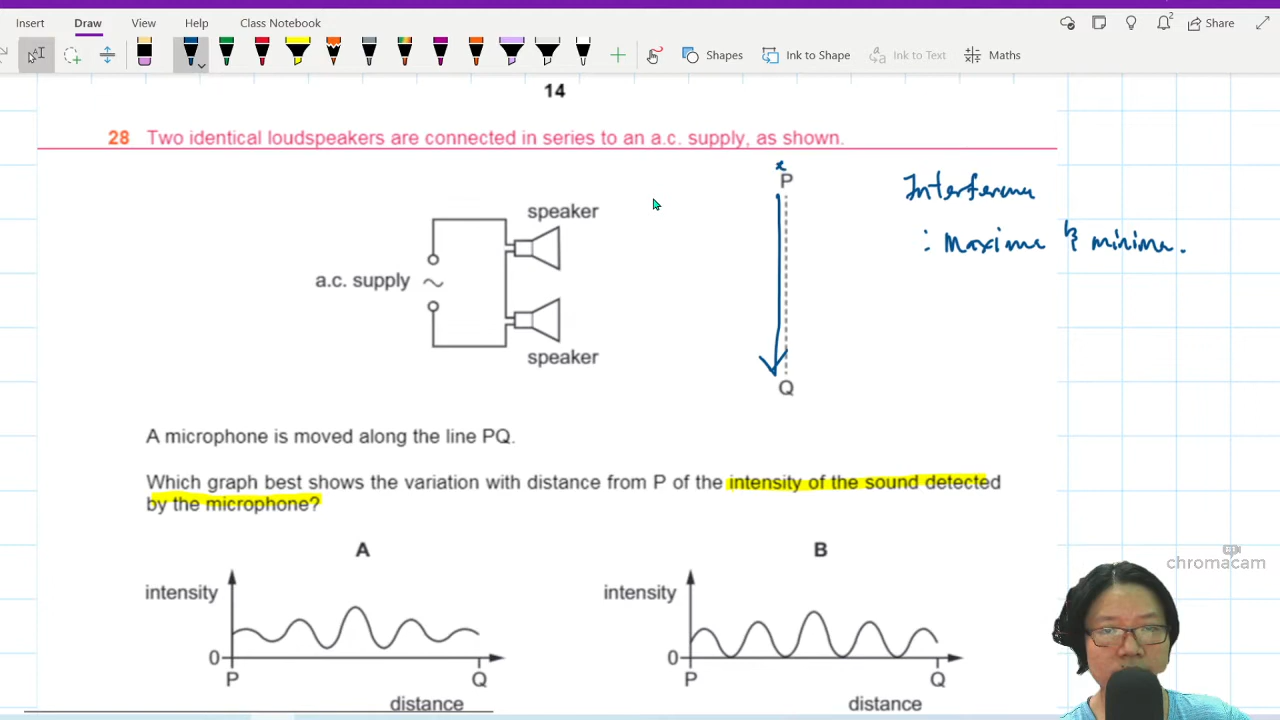 Insert Draw View Help Class Notebook Share
Shapes Ink to Shape Ink to Text Maths
14
28 Two identical loudspeakers are connected in series to an a.c. supply, as shown.
x
P
Interference
speaker
: Maxima & minima.
a.c. supply
speaker
Q
A microphone is moved along the line PQ.
Which graph best shows the variation with distance from P of the intensity of the sound detected
by the microphone?
A B
intensity intensity
chromacam
0 0
P Q P Q
distance distance